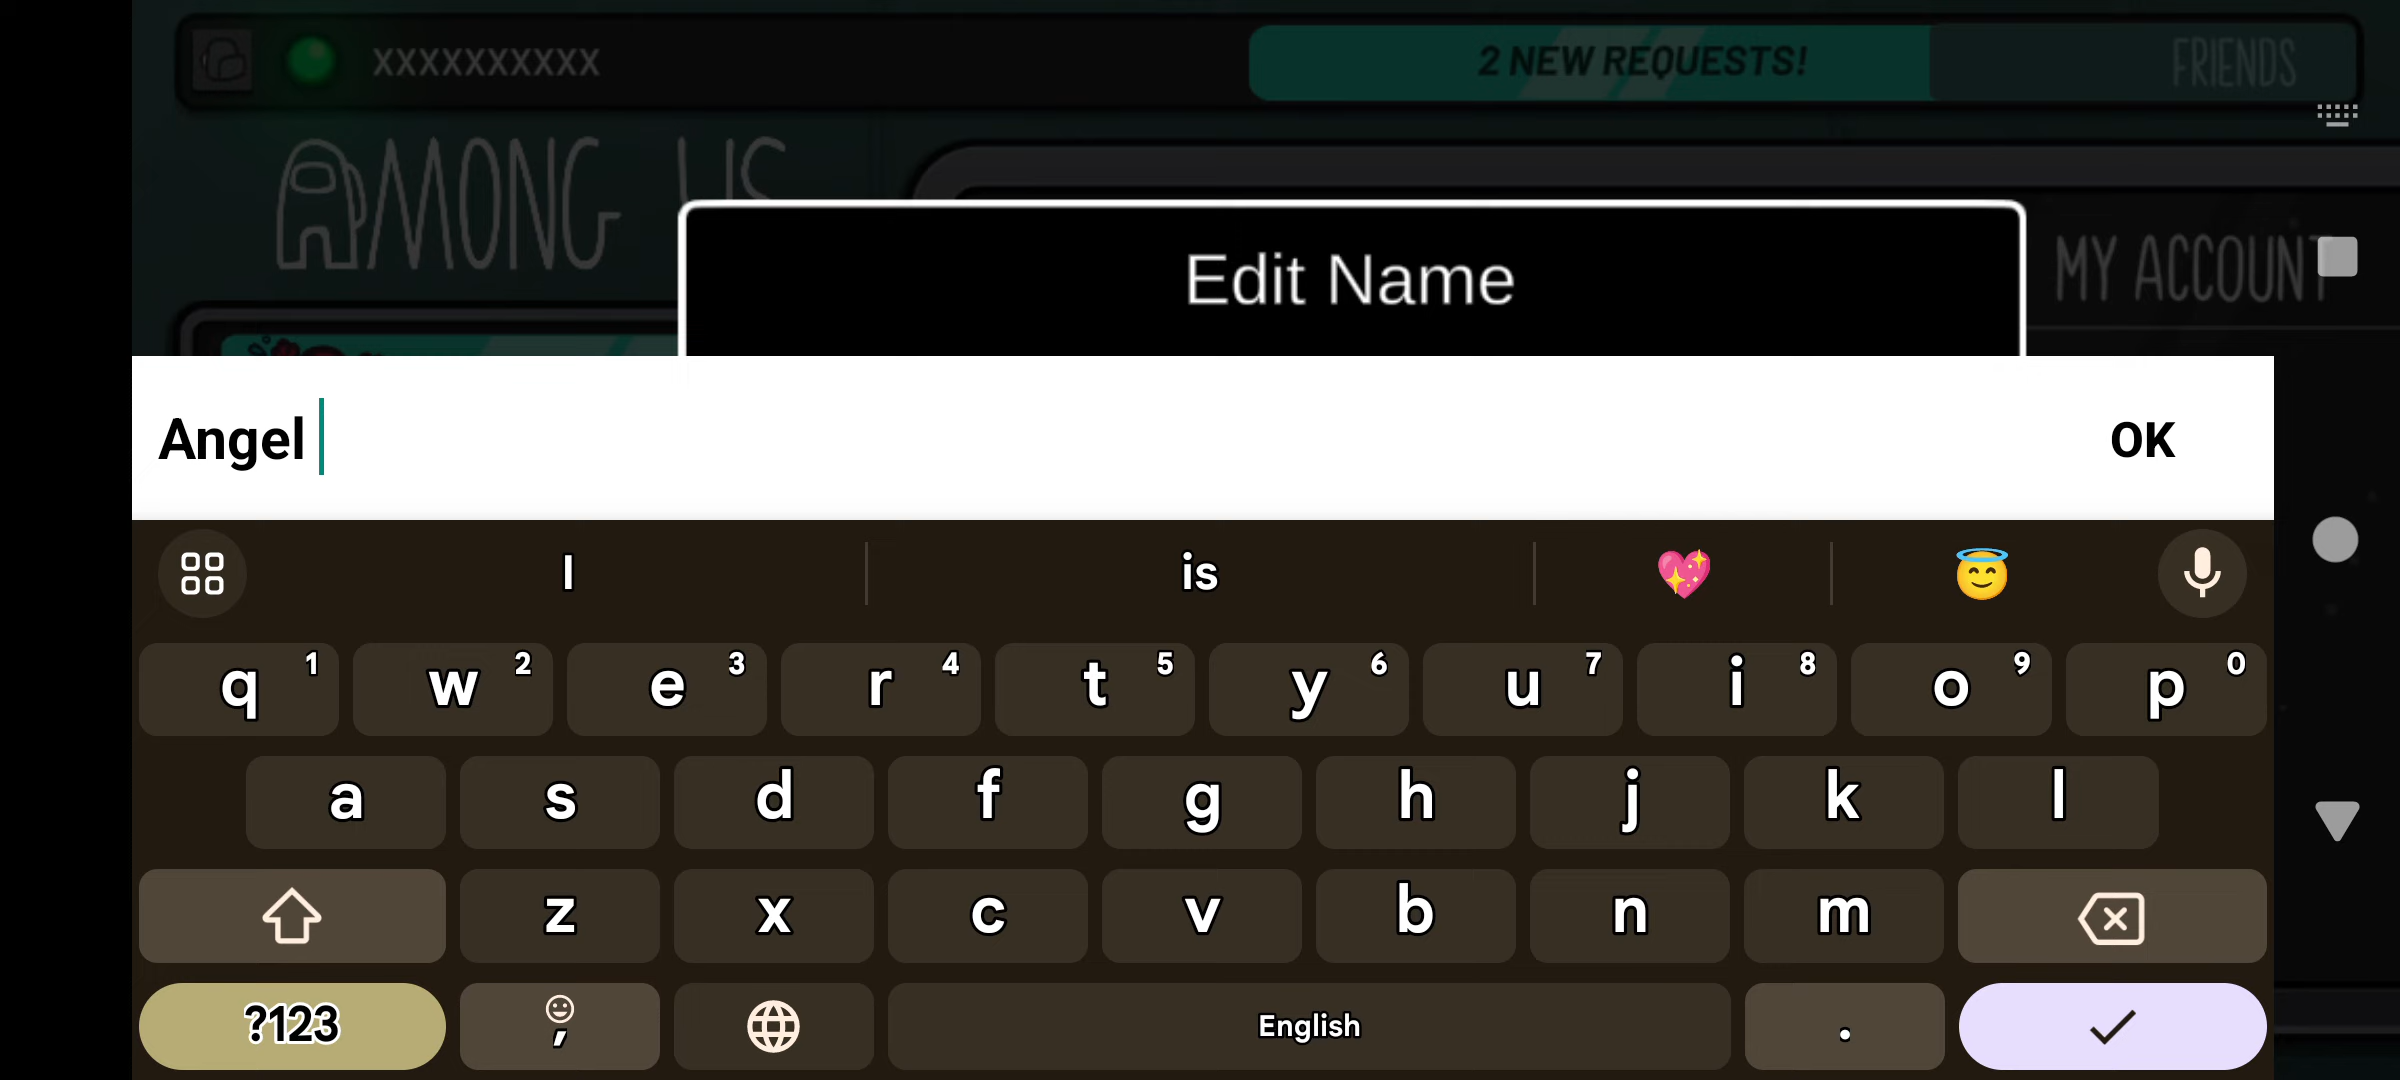 XXXXXXXXXX
2 NEW REQUESTS!
FRIENDS
AMONG US
MY ACCOUNT
Edit Name
Angel
OK
I
is
q 1 w 2 e 3 r 4 t 5 y 6 u 7 i 8 o 9 p 0
a s d f g h j k l
z x c v b n m
?123 , English .